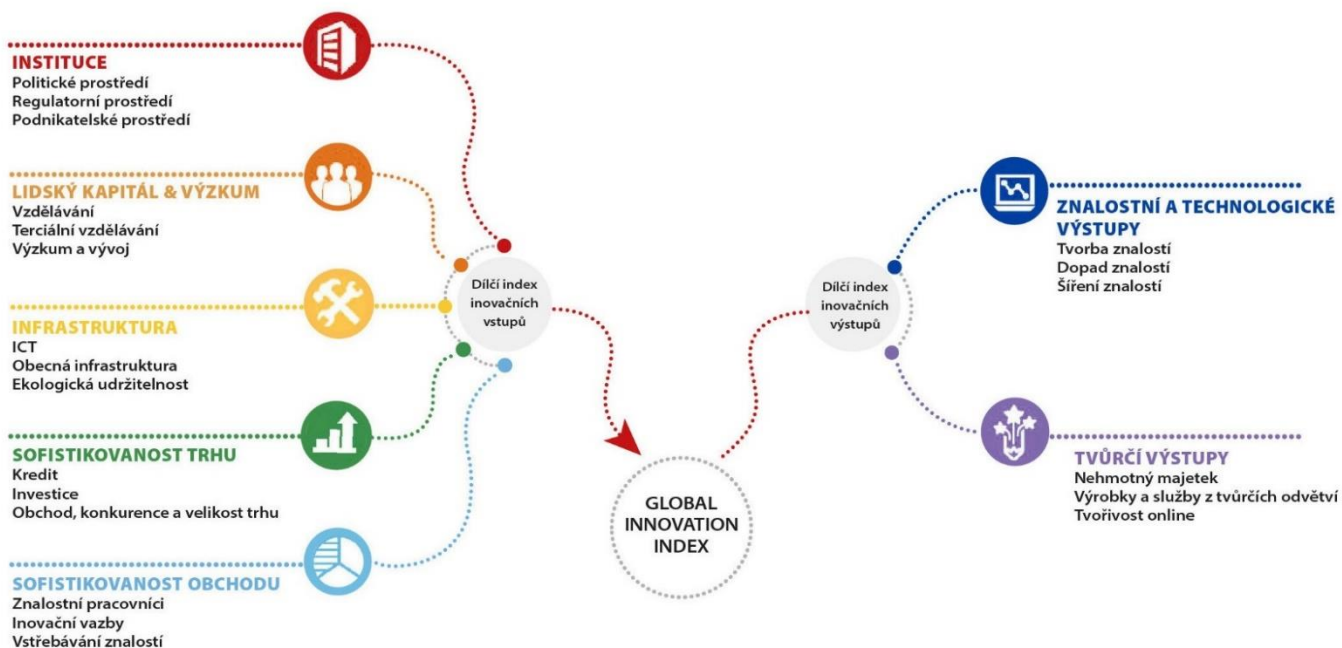 INSTITUCE
Politické prostředí
Regulatorní prostředí
Podnikatelské prostředí
LIDSKÝ KAPITÁL & VÝZKUM
Vzdělávání
Terciální vzdělávání
Výzkum a vývoj
INFRASTRUKTURA
ICT
Obecná infrastruktura
Ekologická udržitelnost
SOFISTIKOVANOST TRHU
Kredit
Investice
Obchod, konkurence a velikost trhu
SOFISTIKOVANOST OBCHODU
Znalostní pracovníci
Inovační vazby
Vstřebávání znalostí
Dílčí index
inovačních
vstupů
GLOBAL
INNOVATION
INDEX
Dílčí index
inovačních
výstupů
ZNALOSTNÍ A TECHNOLOGICKÉ
VÝSTUPY
Tvorba znalostí
Dopad znalostí
Šíření znalostí
TVŮRČÍ VÝSTUPY
Nehmotný majetek
Výrobky a služby z tvůrčích odvětví
Tvořivost online